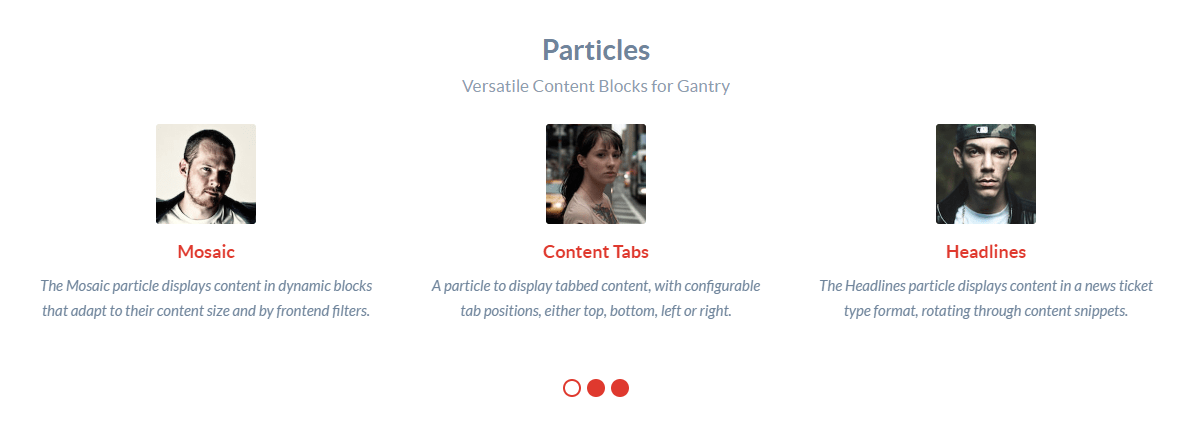 Particles
Versatile Content Blocks for Gantry
Mosaic
The Mosaic particle displays content in dynamic blocks
that adapt to their content size and by frontend filters.
Content Tabs
A particle to display tabbed content, with configurable
tab positions, either top, bottom, left or right.
Headlines
The Headlines particle displays content in a news ticket
type format, rotating through content snippets.